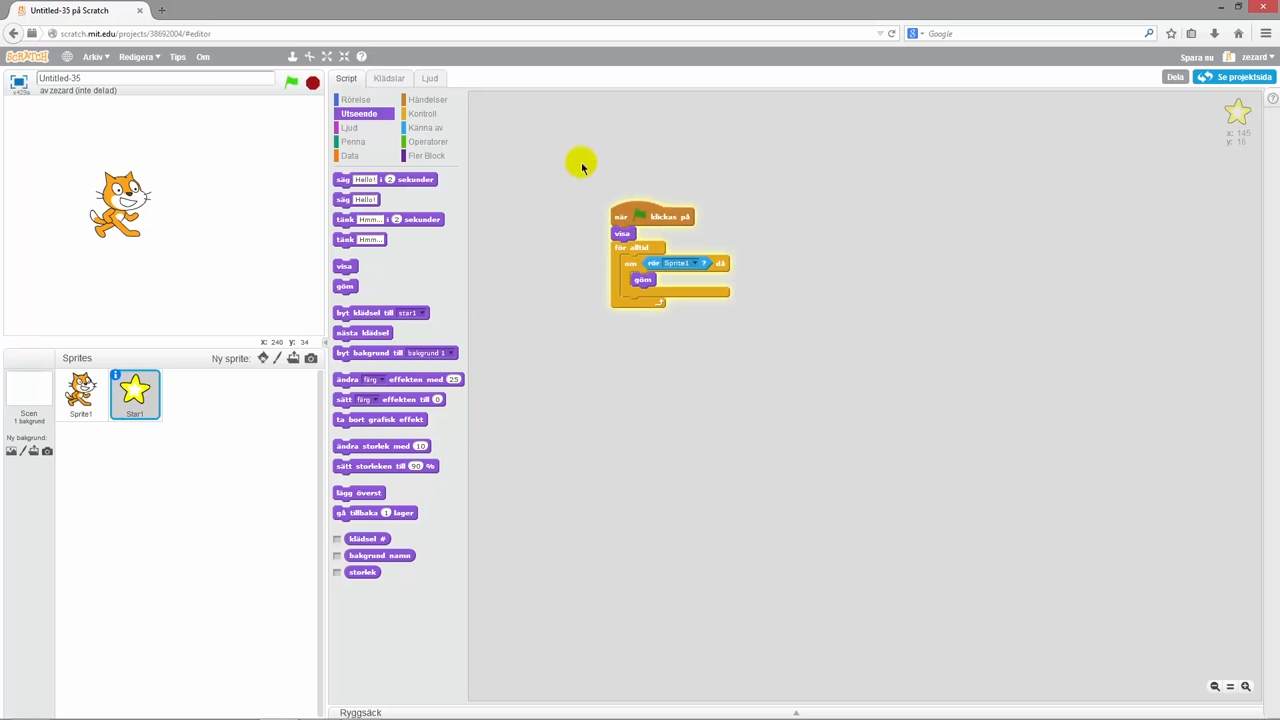 Untitled-35 på Scratch
scratch.mit.edu/projects/38692004/#editor
Google
SCRATCH
Arkiv
Redigera
Tips
Om
Spara nu
zezard
Untitled-35
av zezard (inte delad)
v429a
Script
Klädslar
Ljud
Dela
Se projektsida
Rörelse
Händelser
Utseende
Kontroll
Ljud
Känna av
Penna
Operatorer
Data
Fler Block
säg Hello! i 2 sekunder
säg Hello!
tänk Hmm... i 2 sekunder
tänk Hmm...
visa
göm
byt klädsel till star1
nästa klädsel
byt bakgrund till bakgrund 1
ändra färg effekten med 25
sätt färg effekten till 0
ta bort grafisk effekt
ändra storlek med 10
sätt storleken till 90 %
lägg överst
gå tillbaka 1 lager
klädsel #
bakgrund namn
storlek
när klickas på
visa
för alltid
om rör Sprite1 ? då
göm
x: 145
y: 16
x: 240 y: 34
Sprites
Ny sprite:
Scen
1 bakgrund
Ny bakgrund:
Sprite1
Star1
Ryggsäck